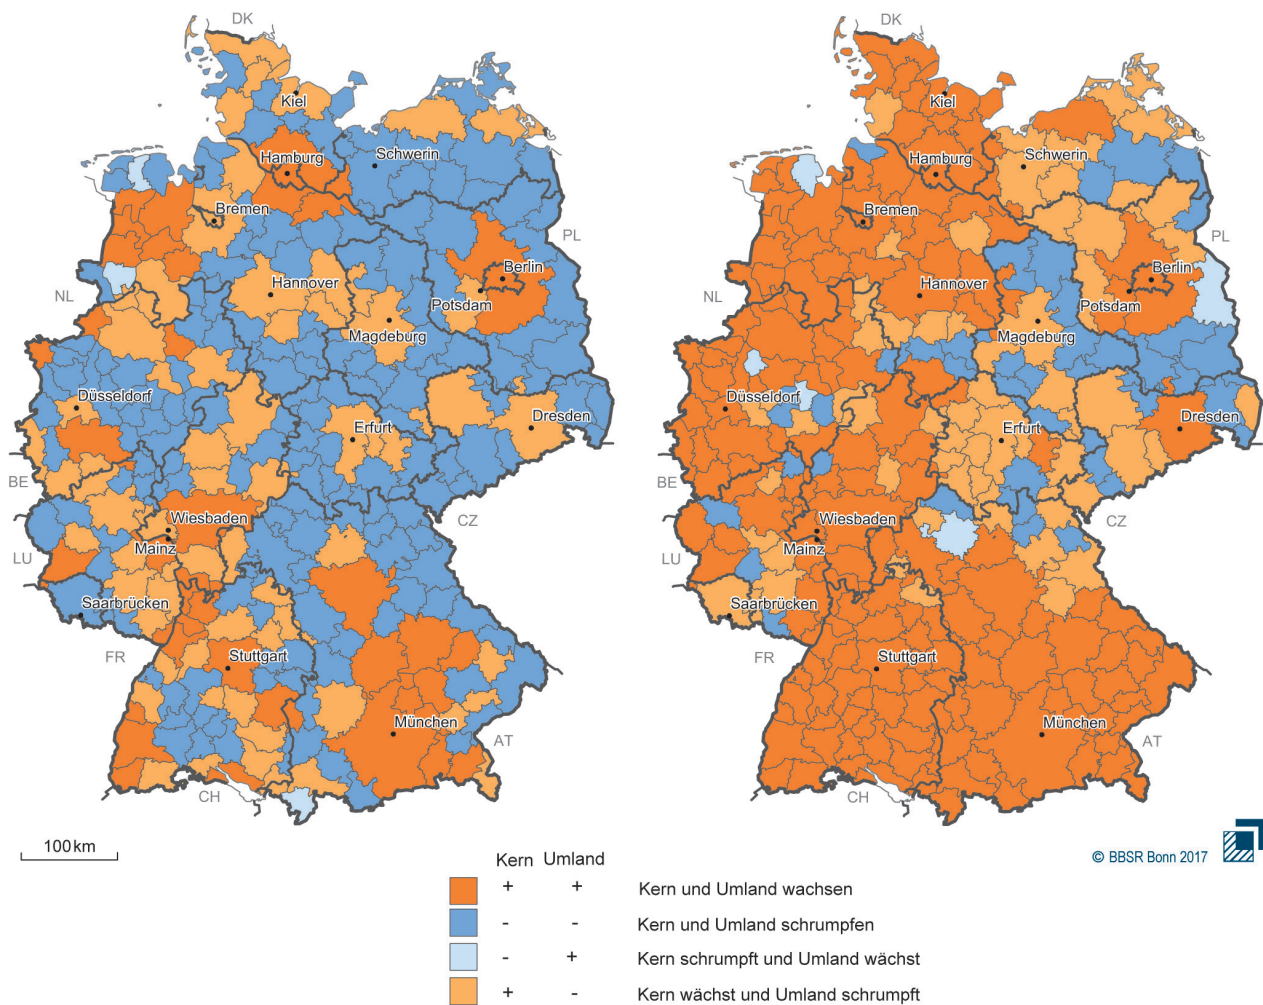 DK
Kiel
Hamburg
Schwerin
Bremen
PL
Berlin
NL
Hannover
Potsdam
Magdeburg
Düsseldorf
Dresden
Erfurt
BE
Wiesbaden
CZ
LU
Mainz
Saarbrücken
FR
Stuttgart
München
AT
CH
100 km
DK
Kiel
Hamburg
Schwerin
Bremen
PL
Berlin
NL
Hannover
Potsdam
Magdeburg
Düsseldorf
Dresden
Erfurt
BE
Wiesbaden
CZ
LU
Mainz
Saarbrücken
FR
Stuttgart
München
AT
CH
© BBSR Bonn 2017
Kern Umland
+ + Kern und Umland wachsen
- - Kern und Umland schrumpfen
- + Kern schrumpft und Umland wächst
+ - Kern wächst und Umland schrumpft